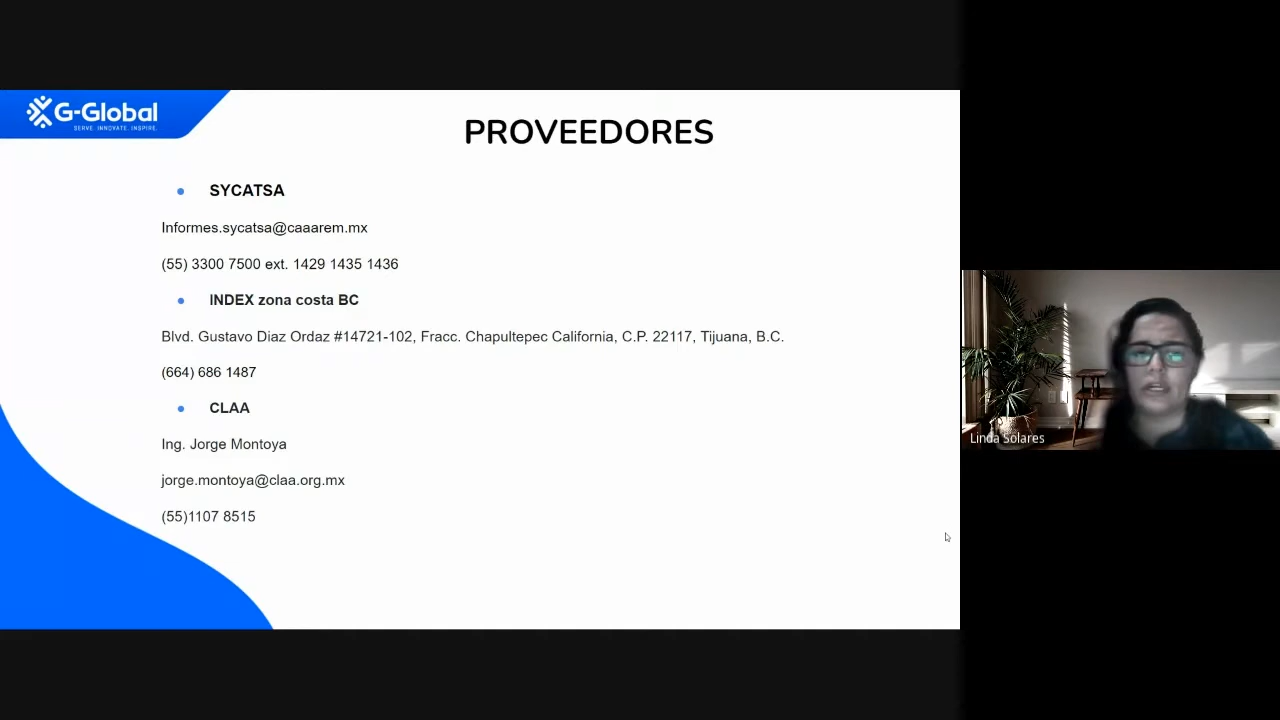 G-Global
SERVE. INNOVATE. INSPIRE.
PROVEEDORES
SYCATSA
Informes.sycatsa@caaarem.mx
(55) 3300 7500 ext. 1429 1435 1436
INDEX zona costa BC
Blvd. Gustavo Diaz Ordaz #14721-102, Fracc. Chapultepec California, C.P. 22117, Tijuana, B.C.
(664) 686 1487
CLAA
Ing. Jorge Montoya
jorge.montoya@claa.org.mx
(55)1107 8515
Linda Solares